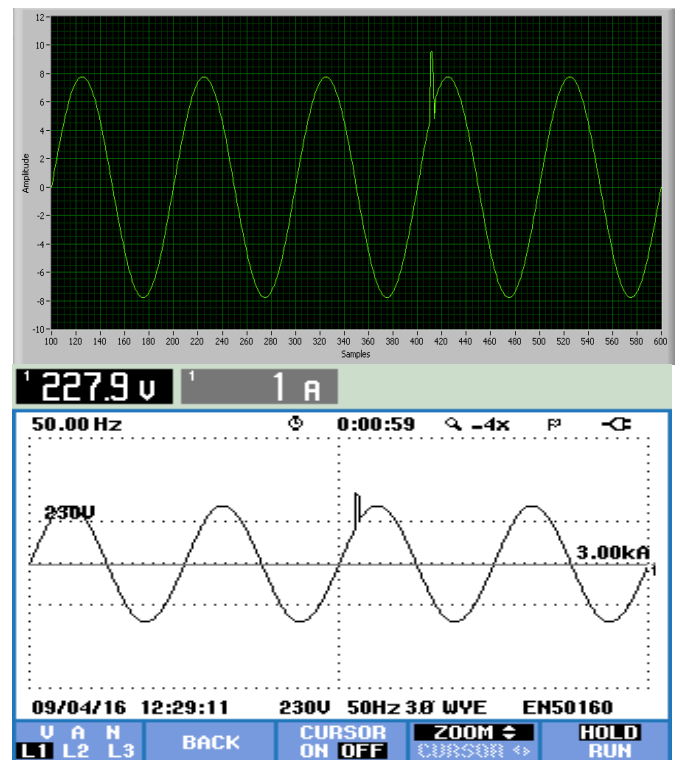 12
10
8
6
4
2
0
-2
-4
-6
-8
-10
Amplitude
100 120 140 160 180 200 220 240 260 280 300 320 340 360 380 400 420 440 460 480 500 520 540 560 580 600
Samples
1 227.9 V 1 1 A
50.00 Hz 0:00:59 -4x
230V
3.00kA
1
09/04/16 12:29:11 230V 50Hz 3Ø WYE EN50160
V A N BACK CURSOR ZOOM HOLD
L1 L2 L3 ON OFF CURSOR RUN